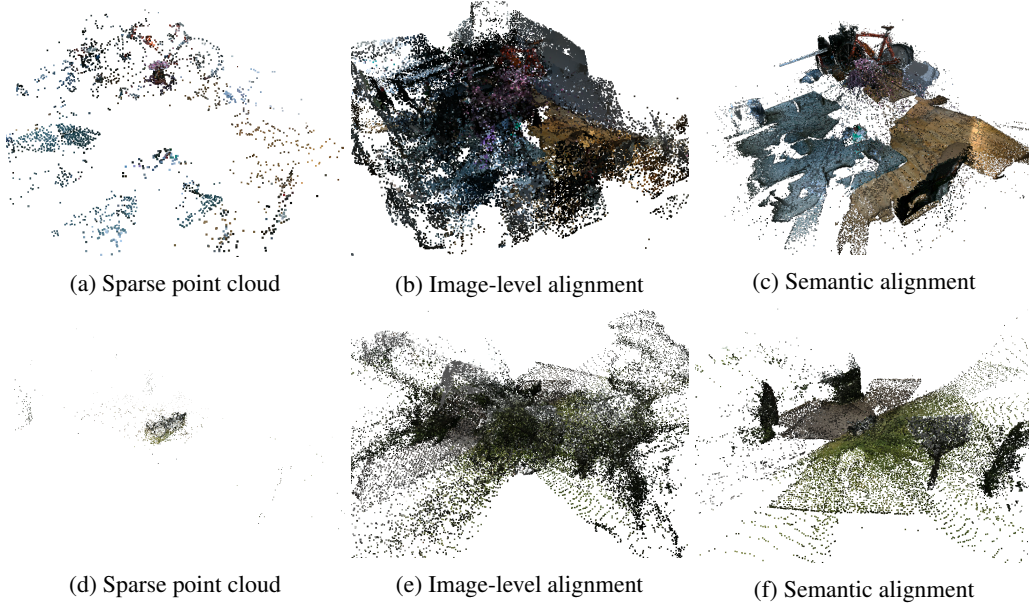 (a) Sparse point cloud
(b) Image-level alignment
(c) Semantic alignment
(d) Sparse point cloud
(e) Image-level alignment
(f) Semantic alignment